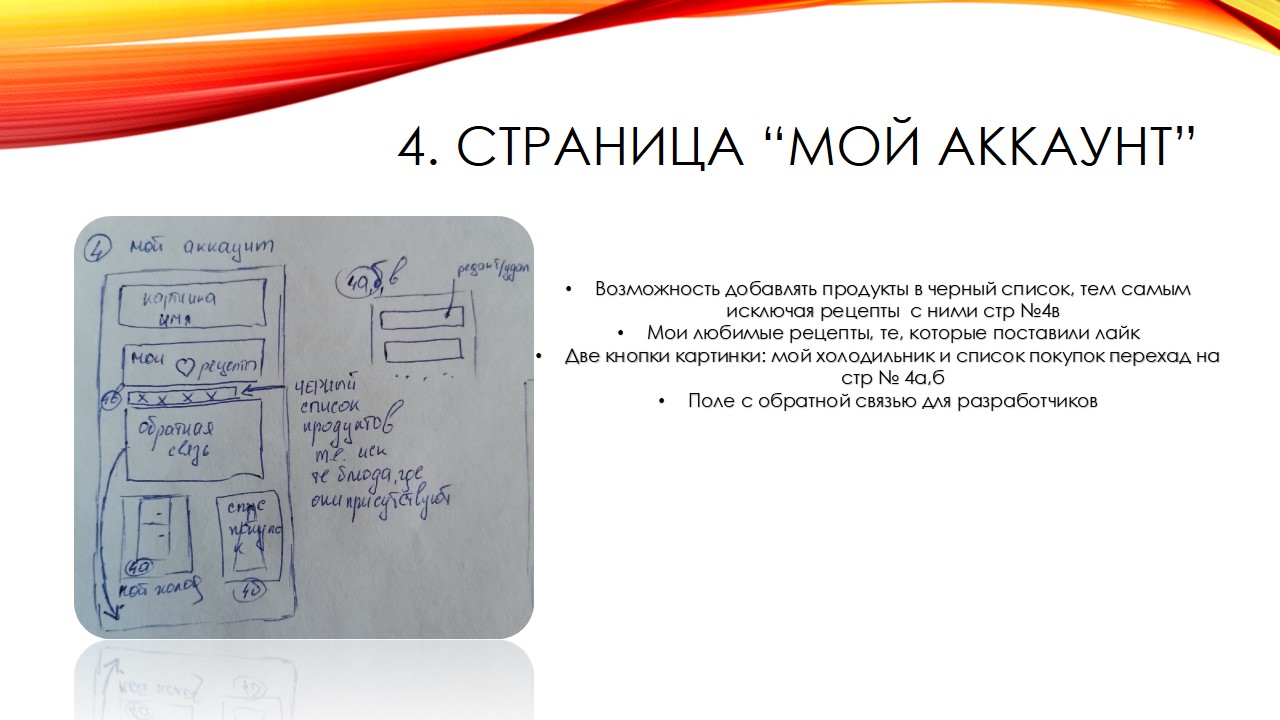 4. СТРАНИЦА “МОЙ АККАУНТ”
4 мой аккаунт
картинка
имя
мои
♡ рецепты
4в
х х х х
обратная
связь
4а
мой холод
спис
покупо
к
4б
4а,б,в
редакт/удал
ЧЕРНЫЙ
список
продуктов
т.е. иск
те блюда, где
они присутствуют
• Возможность добавлять продукты в черный список, тем самым
исключая рецепты с ними стр №4в
• Мои любимые рецепты, те, которые поставили лайк
• Две кнопки картинки: мой холодильник и список покупок перехад на
стр № 4а,б
• Поле с обратной связью для разработчиков